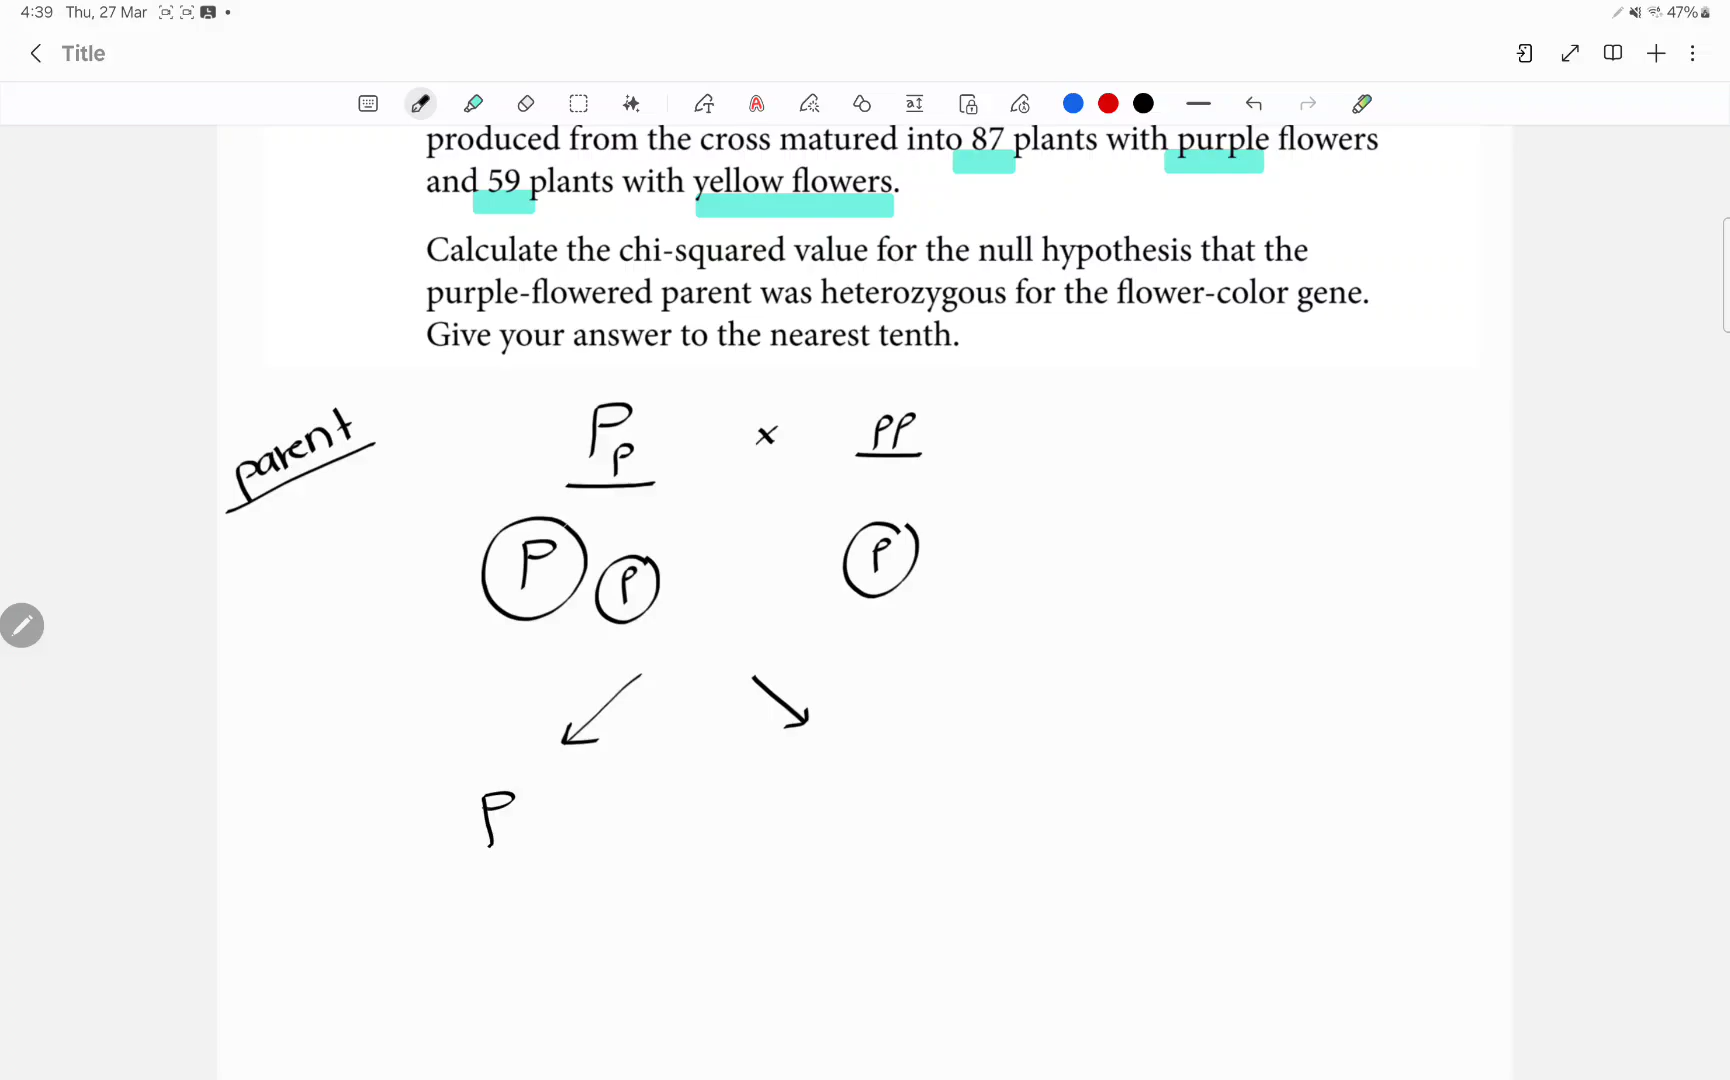 4:39 Thu, 27 Mar
47%
Title
produced from the cross matured into 87 plants with purple flowers
and 59 plants with yellow flowers.
Calculate the chi-squared value for the null hypothesis that the
purple-flowered parent was heterozygous for the flower-color gene.
Give your answer to the nearest tenth.
parent
Pp × pp
P p p
P